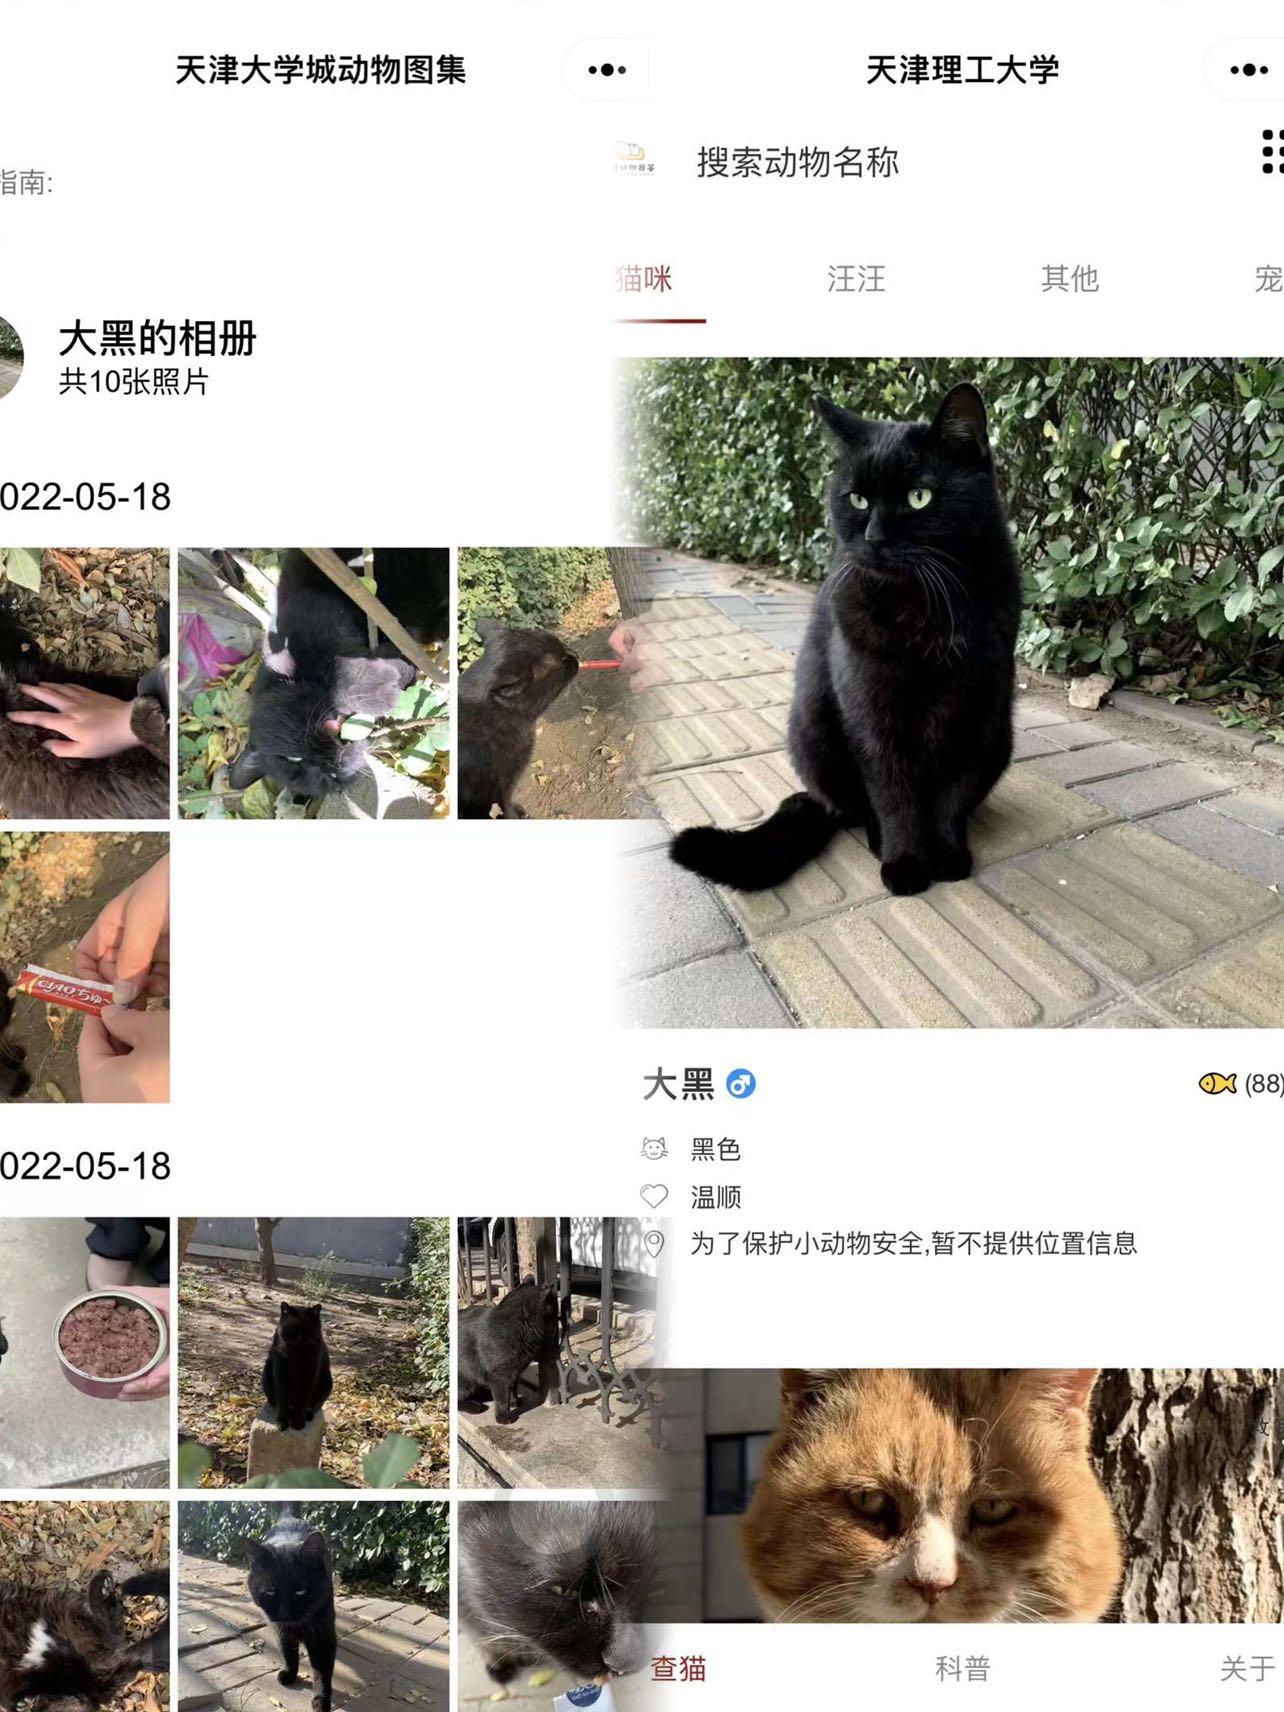 天津大学城动物图集
指南:
大黑的相册
共10张照片
022-05-18
CIAOちゅ~
022-05-18
天津理工大学
搜索动物名称
猫咪
汪汪
其他
宠
大黑
(88)
黑色
温顺
为了保护小动物安全,暂不提供位置信息
查猫
科普
关于